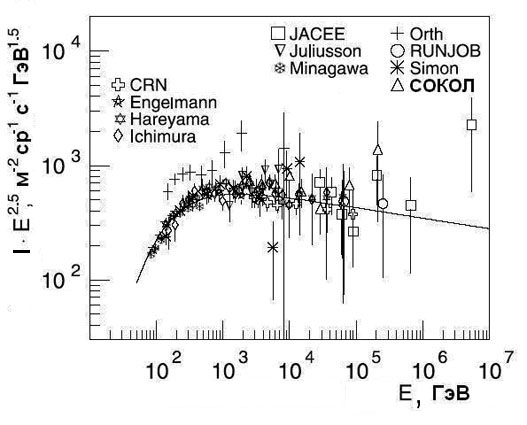 I · E^2.5, м^-2 ср^-1 с^-1 ГэВ^1.5
10^4
10^3
10^2
JACEE
Juliusson
Minagawa
Orth
RUNJOB
Simon
СОКОЛ
CRN
Engelmann
Hareyama
Ichimura
10^2 10^3 10^4 10^5 10^6 10^7
E, ГэВ